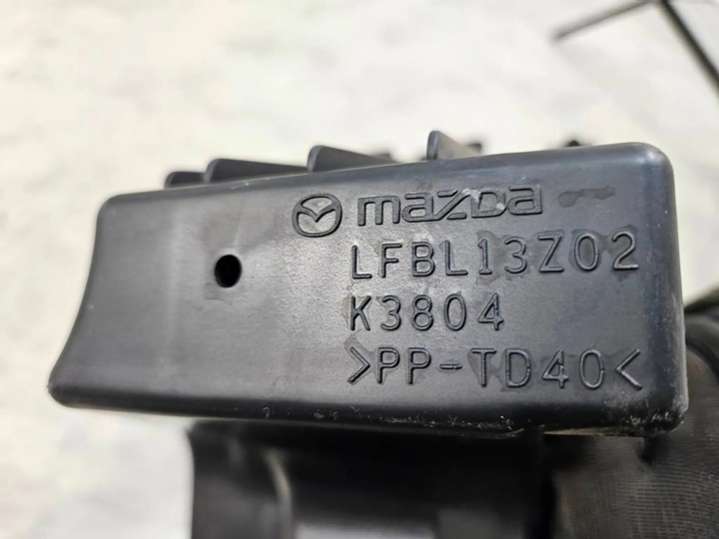 mazda
LFBL13Z02
K3804
>PP-TD40<